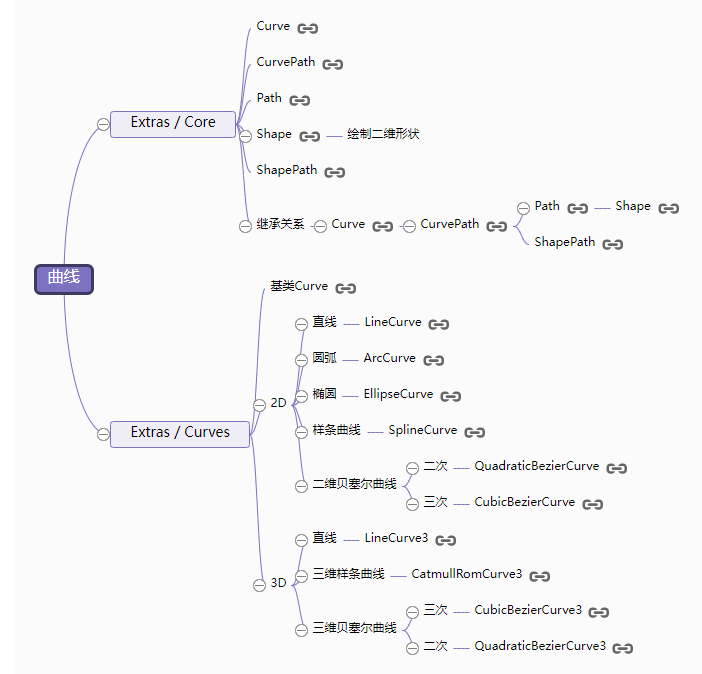 Curve
CurvePath
Path
Extras / Core
Shape
绘制二维形状
ShapePath
继承关系
Curve
CurvePath
Path
Shape
ShapePath
曲线
基类Curve
直线
LineCurve
圆弧
ArcCurve
2D
椭圆
EllipseCurve
样条曲线
SplineCurve
Extras / Curves
二维贝塞尔曲线
二次
QuadraticBezierCurve
三次
CubicBezierCurve
直线
LineCurve3
3D
三维样条曲线
CatmullRomCurve3
三维贝塞尔曲线
三次
CubicBezierCurve3
二次
QuadraticBezierCurve3